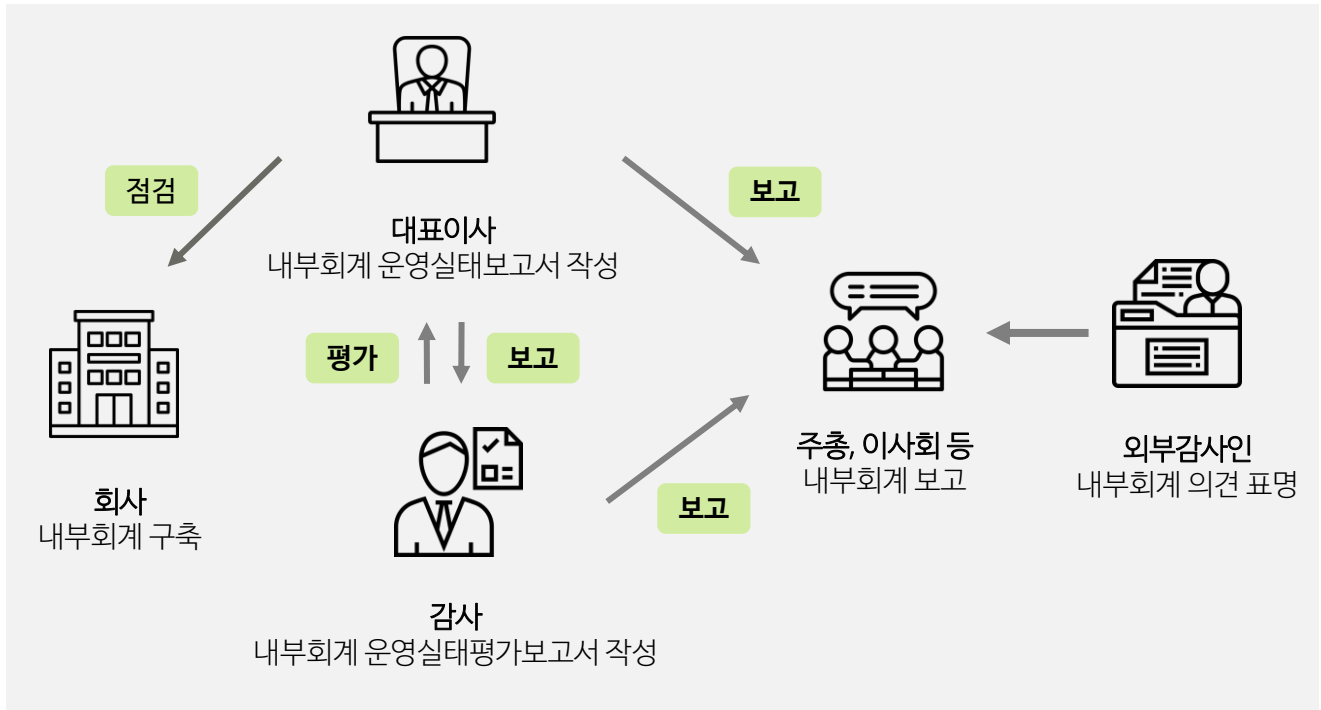 점검
보고
대표이사
내부회계 운영실태보고서 작성
평가
보고
회사
내부회계 구축
주총, 이사회 등
내부회계 보고
외부감사인
내부회계 의견 표명
보고
감사
내부회계 운영실태평가보고서 작성